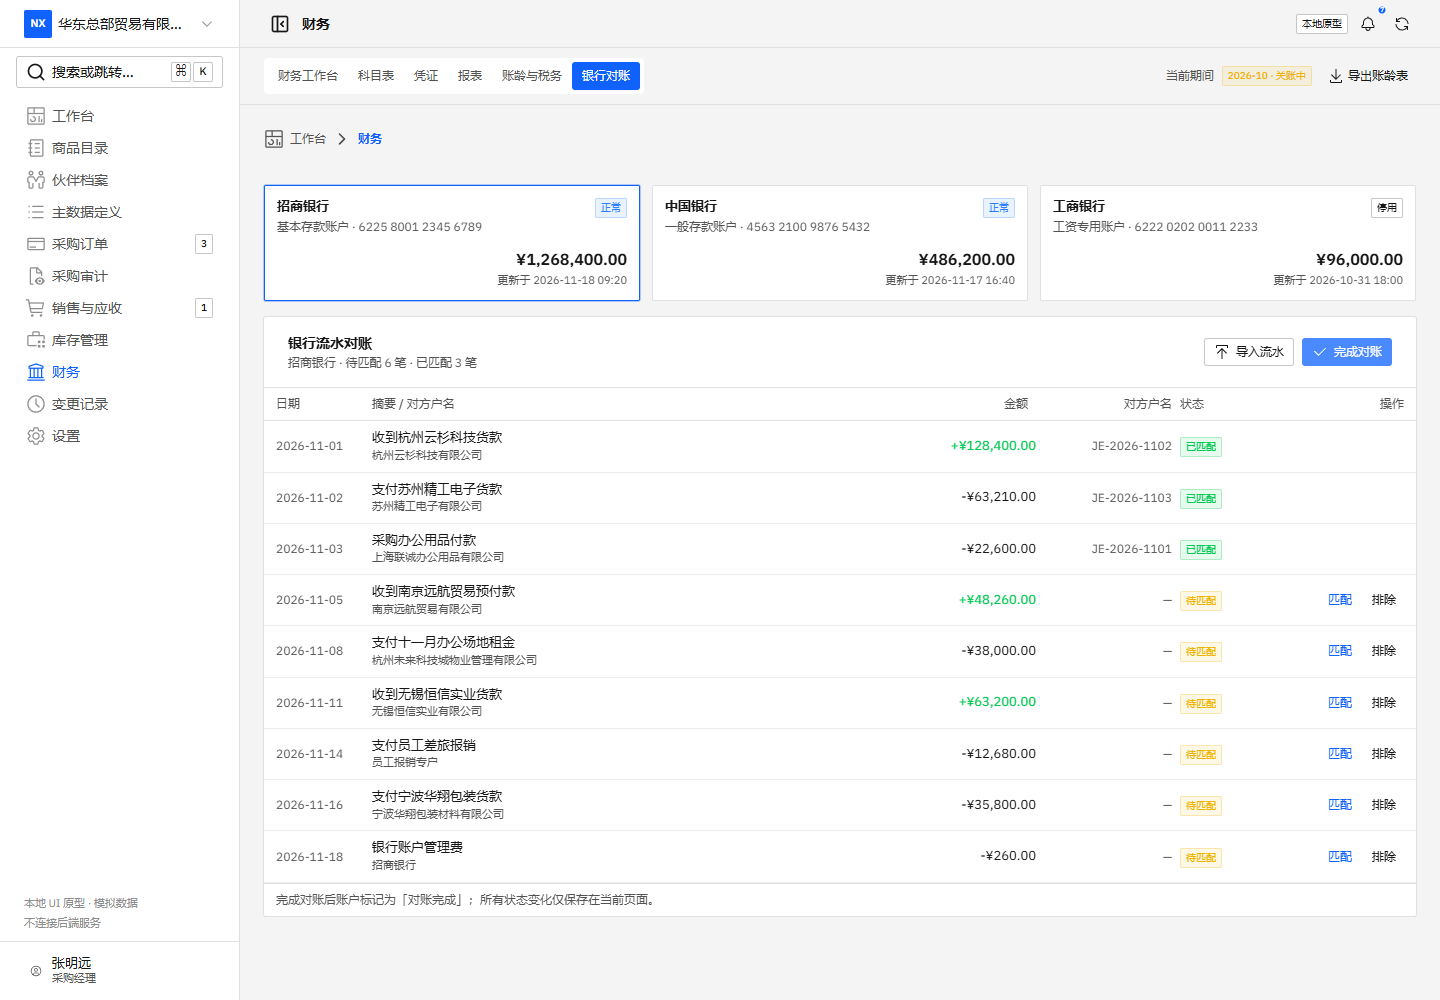 NX 华东总部贸易有限...
财务
本地原型
?
搜索或跳转... ⌘ K
财务工作台 科目表 凭证 报表 账龄与税务 银行对账
当前期间 2026-10 · 关账中 导出账龄表
工作台
商品目录
伙伴档案
主数据定义
采购订单 3
采购审计
销售与应收 1
库存管理
财务
变更记录
设置
工作台 > 财务
招商银行 正常
基本存款账户 · 6225 8001 2345 6789
¥1,268,400.00
更新于 2026-11-18 09:20
中国银行 正常
一般存款账户 · 4563 2100 9876 5432
¥486,200.00
更新于 2026-11-17 16:40
工商银行 停用
工资专用账户 · 6222 0202 0011 2233
¥96,000.00
更新于 2026-10-31 18:00
银行流水对账
招商银行 · 待匹配 6 笔 · 已匹配 3 笔
导入流水 完成对账
日期 摘要 / 对方户名 金额 对方户名 状态 操作
2026-11-01 收到杭州云杉科技货款 +¥128,400.00 JE-2026-1102 已匹配
杭州云杉科技有限公司
2026-11-02 支付苏州精工电子货款 -¥63,210.00 JE-2026-1103 已匹配
苏州精工电子有限公司
2026-11-03 采购办公用品付款 -¥22,600.00 JE-2026-1101 已匹配
上海联诚办公用品有限公司
2026-11-05 收到南京远航贸易预付款 +¥48,260.00 — 待匹配 匹配 排除
南京远航贸易有限公司
2026-11-08 支付十一月办公场地租金 -¥38,000.00 — 待匹配 匹配 排除
杭州未来科技城物业管理有限公司
2026-11-11 收到无锡恒信实业货款 +¥63,200.00 — 待匹配 匹配 排除
无锡恒信实业有限公司
2026-11-14 支付员工差旅报销 -¥12,680.00 — 待匹配 匹配 排除
员工报销专户
2026-11-16 支付宁波华翔包装货款 -¥35,800.00 — 待匹配 匹配 排除
宁波华翔包装材料有限公司
2026-11-18 银行账户管理费 -¥260.00 — 待匹配 匹配 排除
招商银行
完成对账后账户标记为「对账完成」；所有状态变化仅保存在当前页面。
本地 UI 原型 · 模拟数据
不连接后端服务
张明远
采购经理